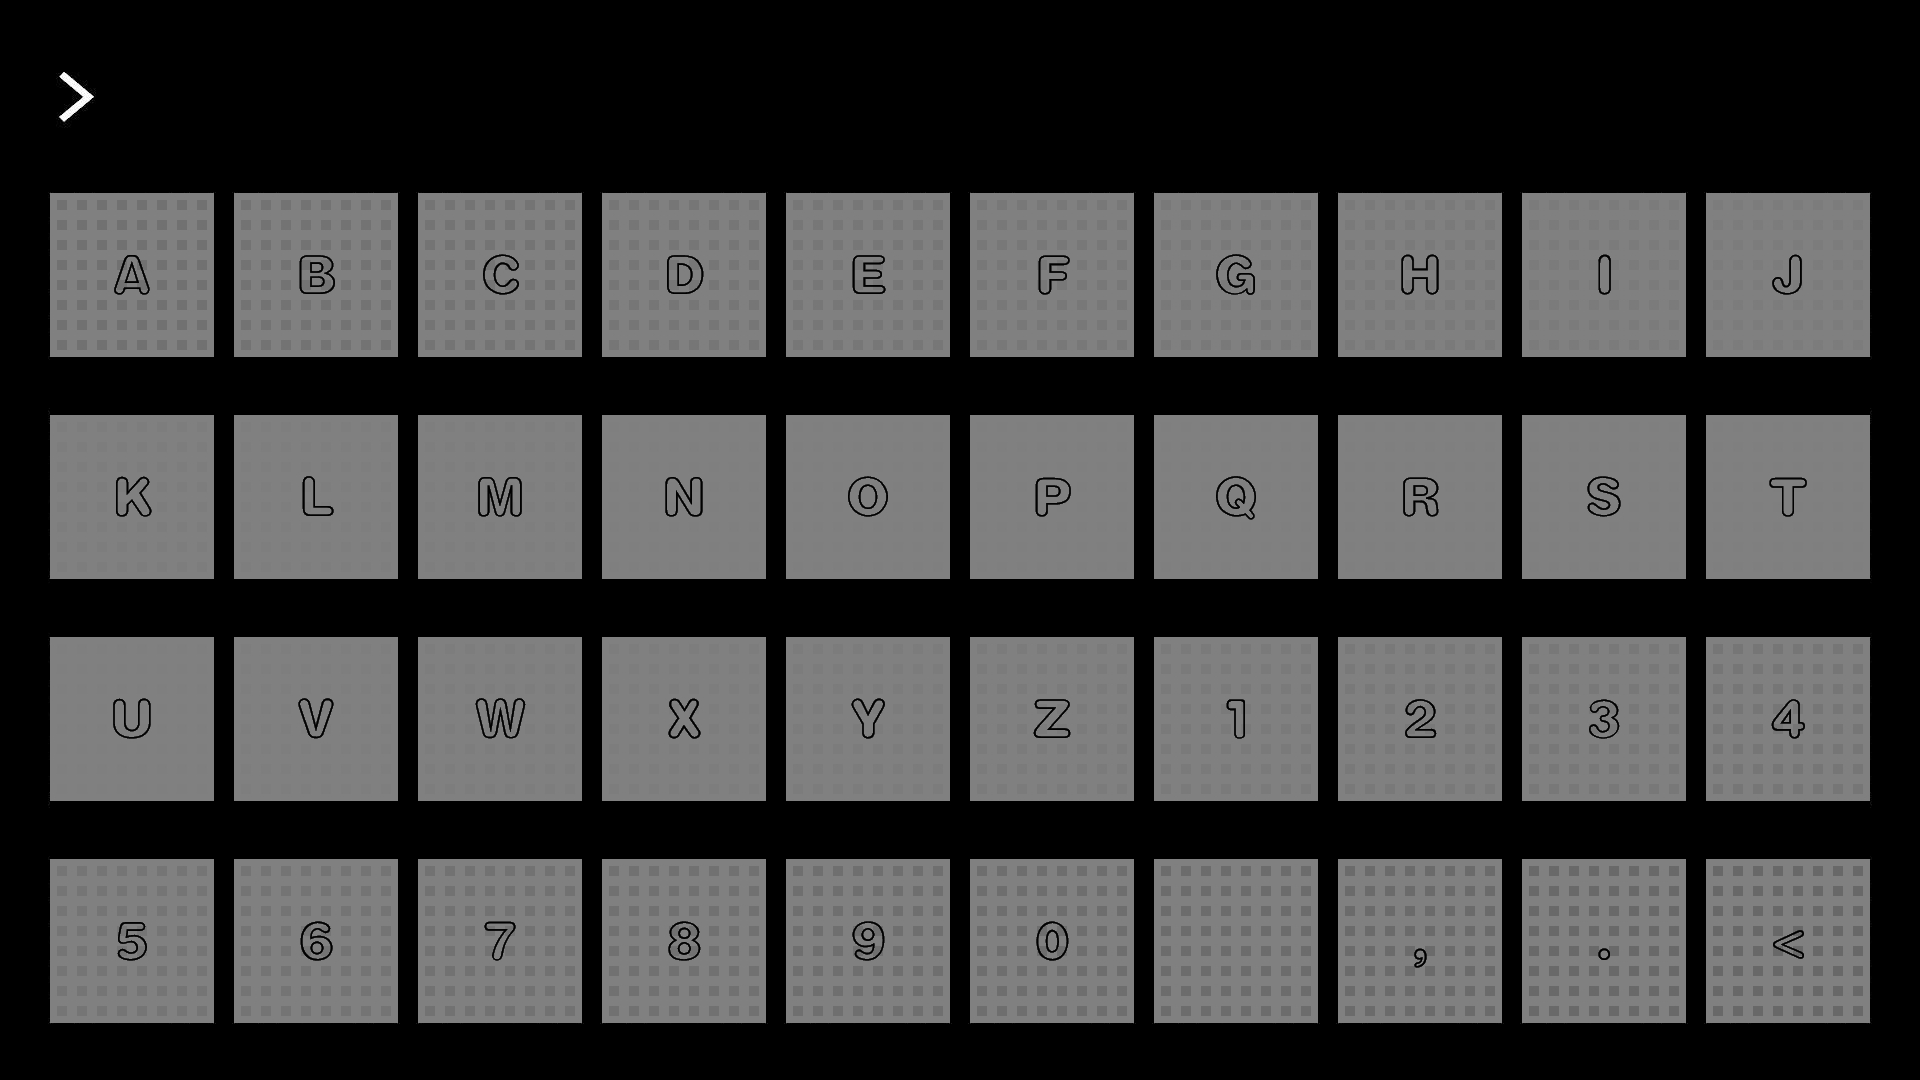 >
A B C D E F G H I J
K L M N O P Q R S T
U V W X Y Z 1 2 3 4
5 6 7 8 9 0 , . <